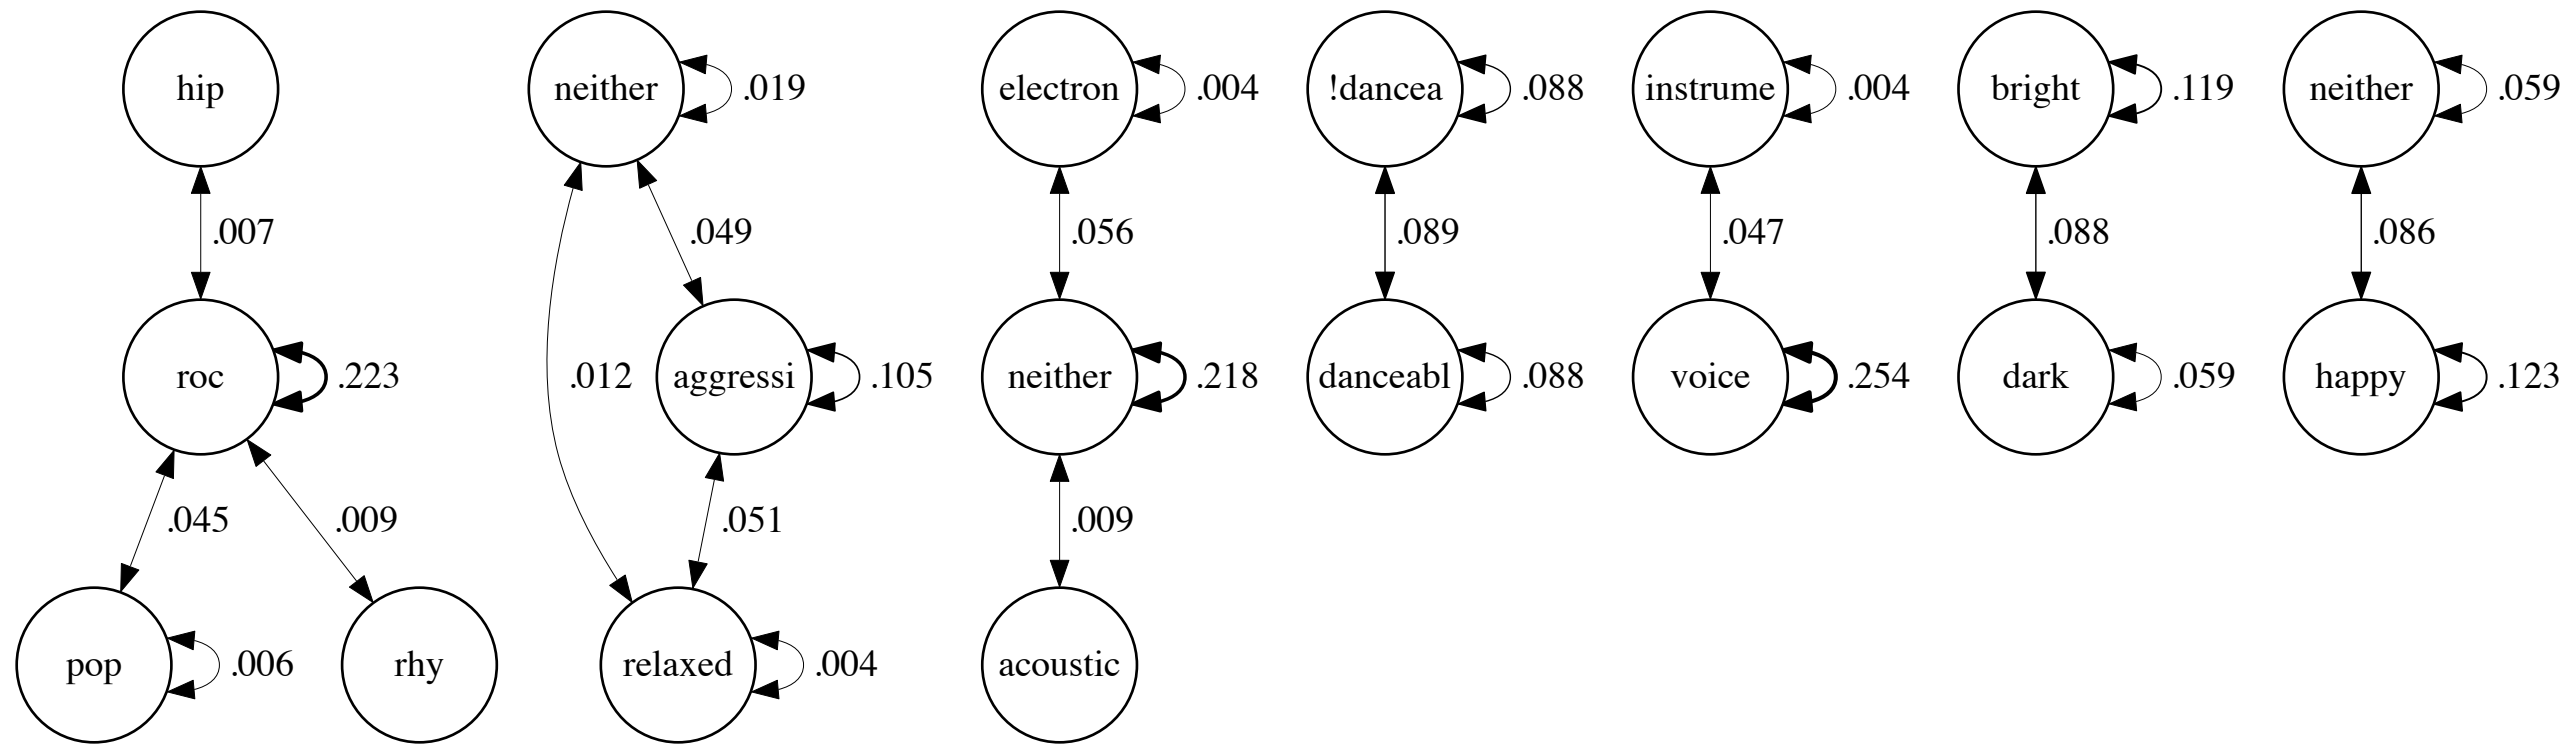 hip
.007
roc
.223
.045
.009
pop
.006
rhy
neither
.019
.049
.012
aggressi
.105
.051
relaxed
.004
electron
.004
.056
neither
.218
.009
acoustic
!dancea
.088
.089
danceabl
.088
instrume
.004
.047
voice
.254
bright
.119
.088
dark
.059
neither
.059
.086
happy
.123